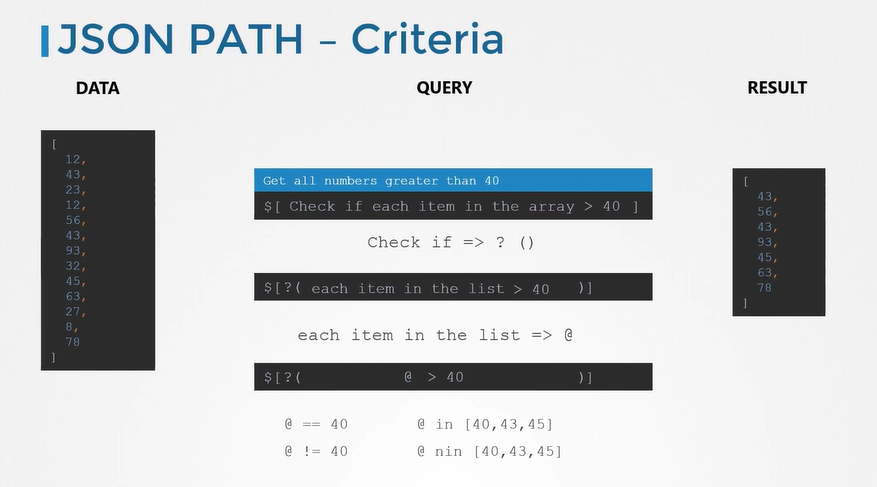 JSON PATH – Criteria
DATA
QUERY
RESULT
[
12,
43,
23,
12,
56,
43,
93,
32,
45,
63,
27,
8,
78
]
Get all numbers greater than 40
$[ Check if each item in the array > 40 ]
Check if => ? ()
$[?( each item in the list > 40 )]
each item in the list => @
$[?( @ > 40 )]
@ == 40 @ in [40,43,45]
@ != 40 @ nin [40,43,45]
[
43,
56,
43,
93,
45,
63,
78
]